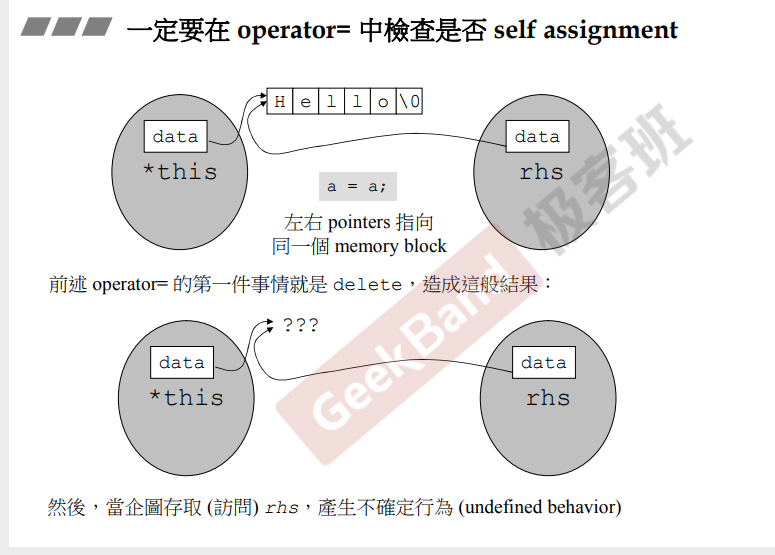 一定要在 operator= 中檢查是否 self assignment
H e l l o \0
data
data
*this
rhs
a = a;
左右 pointers 指向
同一個 memory block
前述 operator= 的第一件事情就是 delete，造成這般結果：
???
data
data
*this
rhs
然後，當企圖存取 (訪問) rhs，產生不確定行為 (undefined behavior)
GeekBand
极客班